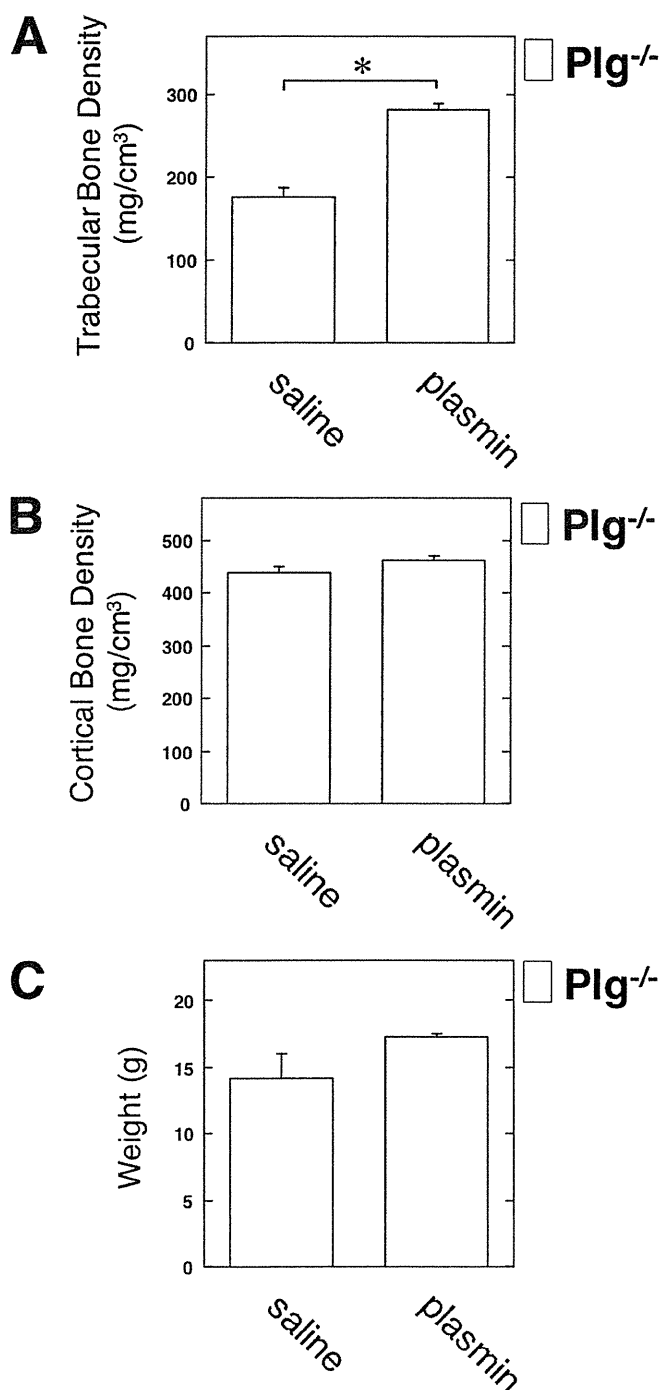 A
Plg-/-
*
Trabecular Bone Density
(mg/cm³)
300
200
100
0
saline
plasmin
B
Plg-/-
Cortical Bone Density
(mg/cm³)
500
400
300
200
100
0
saline
plasmin
C
Plg-/-
Weight (g)
20
15
10
5
0
saline
plasmin